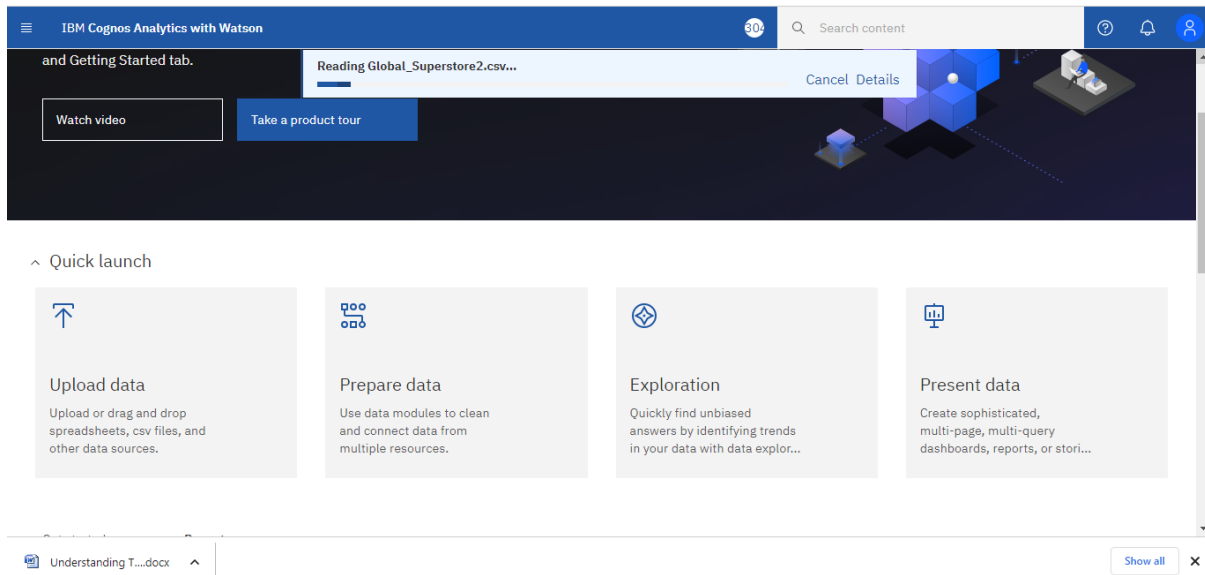 IBM Cognos Analytics with Watson
304
Search content
and Getting Started tab.
Reading Global_Superstore2.csv...
Cancel Details
Watch video
Take a product tour
Quick launch
Upload data
Upload or drag and drop
spreadsheets, csv files, and
other data sources.
Prepare data
Use data modules to clean
and connect data from
multiple resources.
Exploration
Quickly find unbiased
answers by identifying trends
in your data with data explor...
Present data
Create sophisticated,
multi-page, multi-query
dashboards, reports, or stori...
Understanding T....docx
Show all